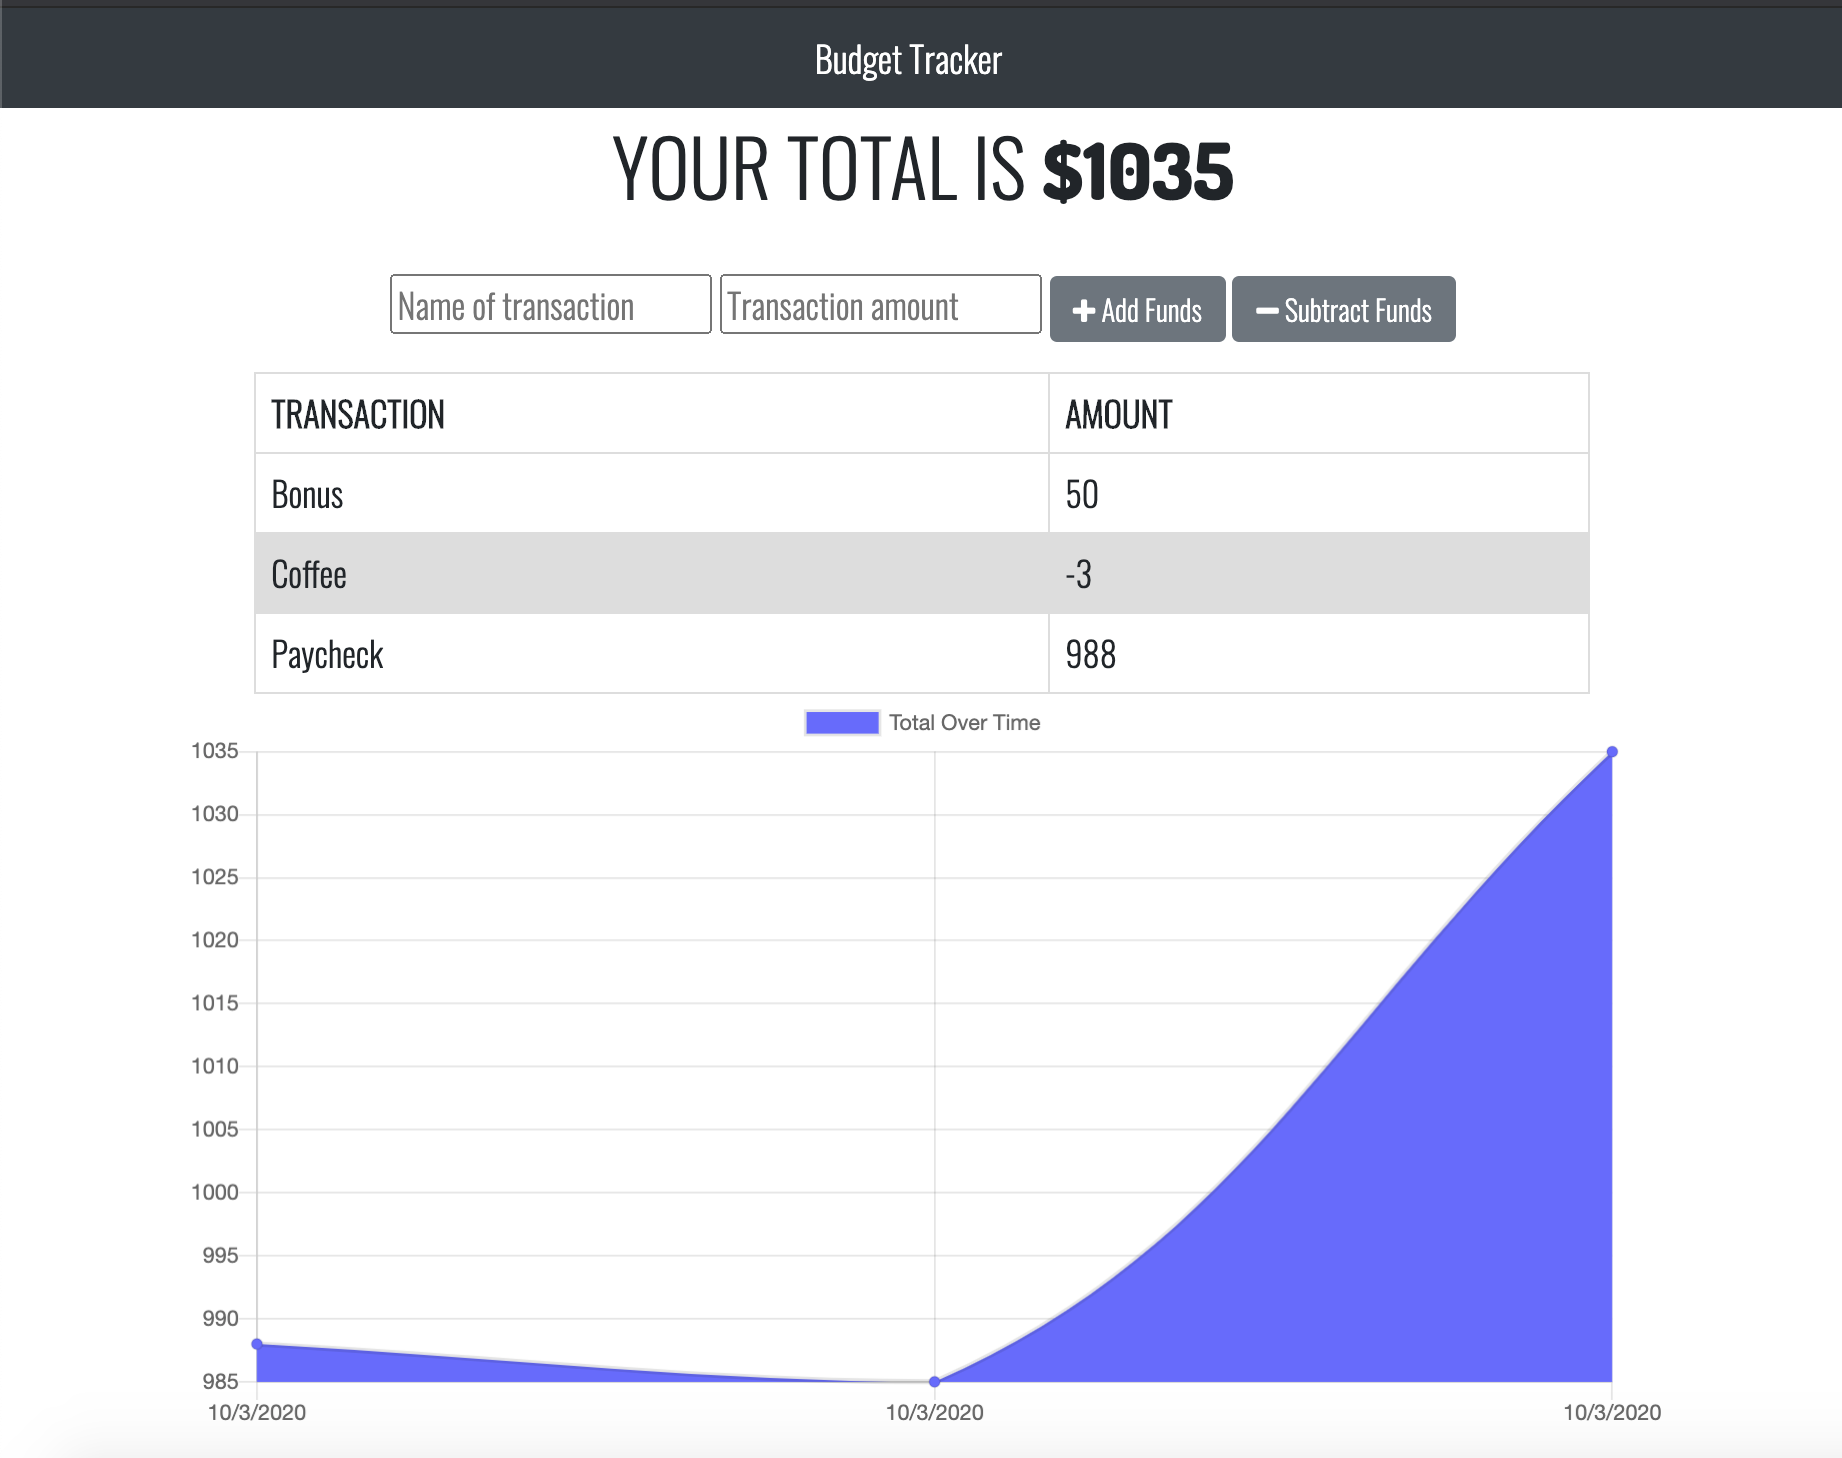 Budget Tracker
YOUR TOTAL IS $1035
Name of transaction Transaction amount Add Funds Subtract Funds
TRANSACTION AMOUNT
Bonus 50
Coffee -3
Paycheck 988
Total Over Time
1035
1030
1025
1020
1015
1010
1005
1000
995
990
985
10/3/2020 10/3/2020 10/3/2020